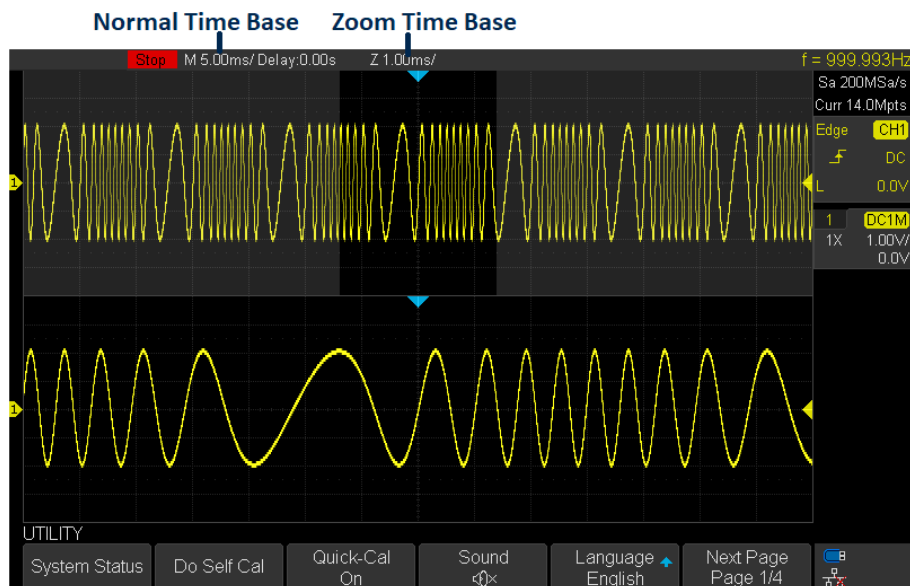 Normal Time Base Zoom Time Base
Stop M 5.00ms/ Delay:0.00s Z 1.00ms/ f = 999.993Hz
Sa 200MSa/s
Curr 14.0Mpts
Edge CH1
DC
L 0.0V
1 DC1M
1X 1.00V/
0.0V
1
1
UTILITY
System Status
Do Self Cal
Quick-Cal
On
Sound
Language
English
Next Page
Page 1/4